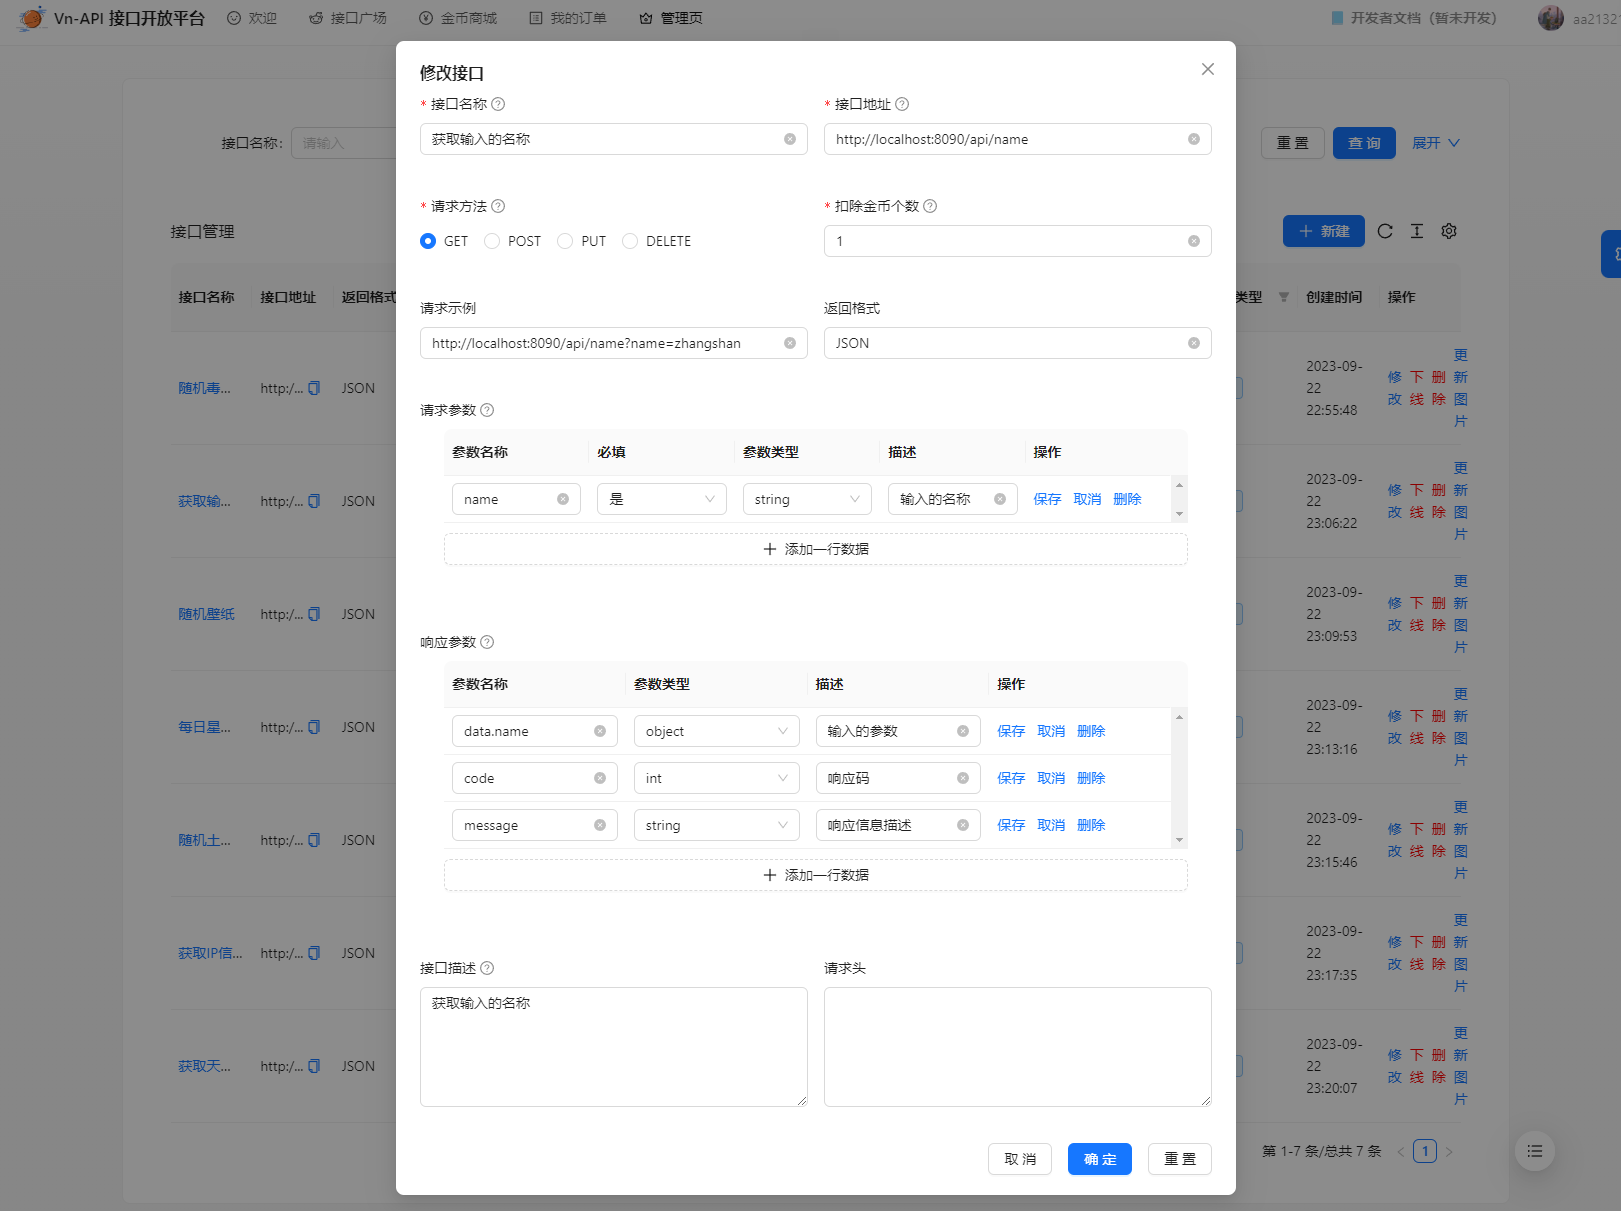 Vn-API 接口开放平台 欢迎 接口广场 金币商城 我的订单 管理页 开发者文档（暂未开发） aa2132
修改接口
* 接口名称 * 接口地址
接口名称: 请输入 获取输入的名称 http://localhost:8090/api/name 重 置 查 询 展开
* 请求方法 * 扣除金币个数
接口管理 GET POST PUT DELETE 1 新建
接口名称 接口地址 返回格式 类型 创建时间 操作
请求示例 返回格式
http://localhost:8090/api/name?name=zhangshan JSON
随机毒... http:/... JSON 2023-09-22 22:55:48 修改 下线 删除 更新图片
请求参数
参数名称 必填 参数类型 描述 操作
name 是 string 输入的名称 保存 取消 删除
获取输... http:/... JSON 2023-09-22 23:06:22 修改 下线 删除 更新图片
添加一行数据
随机壁纸 http:/... JSON 2023-09-22 23:09:53 修改 下线 删除 更新图片
响应参数
参数名称 参数类型 描述 操作
data.name object 输入的参数 保存 取消 删除
每日星... http:/... JSON 2023-09-22 23:13:16 修改 下线 删除 更新图片
code int 响应码 保存 取消 删除
message string 响应信息描述 保存 取消 删除
随机土... http:/... JSON 2023-09-22 23:15:46 修改 下线 删除 更新图片
添加一行数据
获取IP信... http:/... JSON 2023-09-22 23:17:35 修改 下线 删除 更新图片
接口描述 请求头
获取输入的名称
获取天... http:/... JSON 2023-09-22 23:20:07 修改 下线 删除 更新图片
取 消 确 定 重 置
第 1-7 条/总共 7 条 1